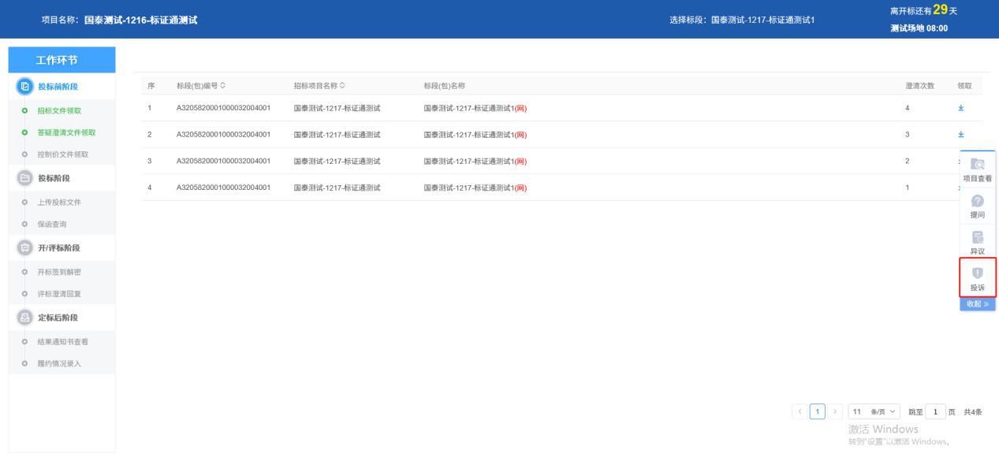 项目名称: 国泰测试-1216-标证通测试
选择标段: 国泰测试-1217-标证通测试1
离开标还有29天
测试场地 08:00
工作环节
投标前阶段
招标文件领取
答疑澄清文件领取
控制价文件领取
投标阶段
上传投标文件
保函查询
开/评标阶段
开标签到解密
评标澄清回复
定标后阶段
结果通知书查看
履约情况录入
序 标段(包)编号 招标项目名称 标段(包)名称 澄清次数 领取
1 A3205820001000032004001 国泰测试-1217-标证通测试 国泰测试-1217-标证通测试1(网) 4
2 A3205820001000032004001 国泰测试-1217-标证通测试 国泰测试-1217-标证通测试1(网) 3
3 A3205820001000032004001 国泰测试-1217-标证通测试 国泰测试-1217-标证通测试1(网) 2
4 A3205820001000032004001 国泰测试-1217-标证通测试 国泰测试-1217-标证通测试1(网) 1
项目查看
提问
异议
投诉
收起 »
< 1 > 11 条/页 跳至 1 页 共4条
激活 Windows
转到"设置"以激活 Windows。